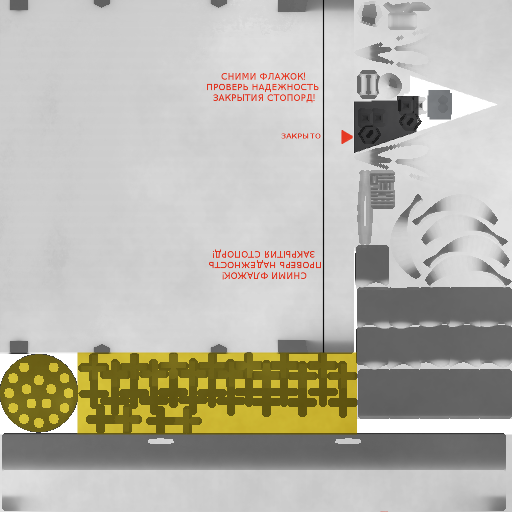 СНИМИ ФЛАЖОК!
ПРОВЕРЬ НАДЕЖНОСТЬ
ЗАКРЫТИЯ СТОПОРД!
ЗАКРЫТО
СНИМИ ФЛАЖОК!
ПРОВЕРЬ НАДЕЖНОСТЬ
ЗАКРЫТИЯ СТОПОРД!